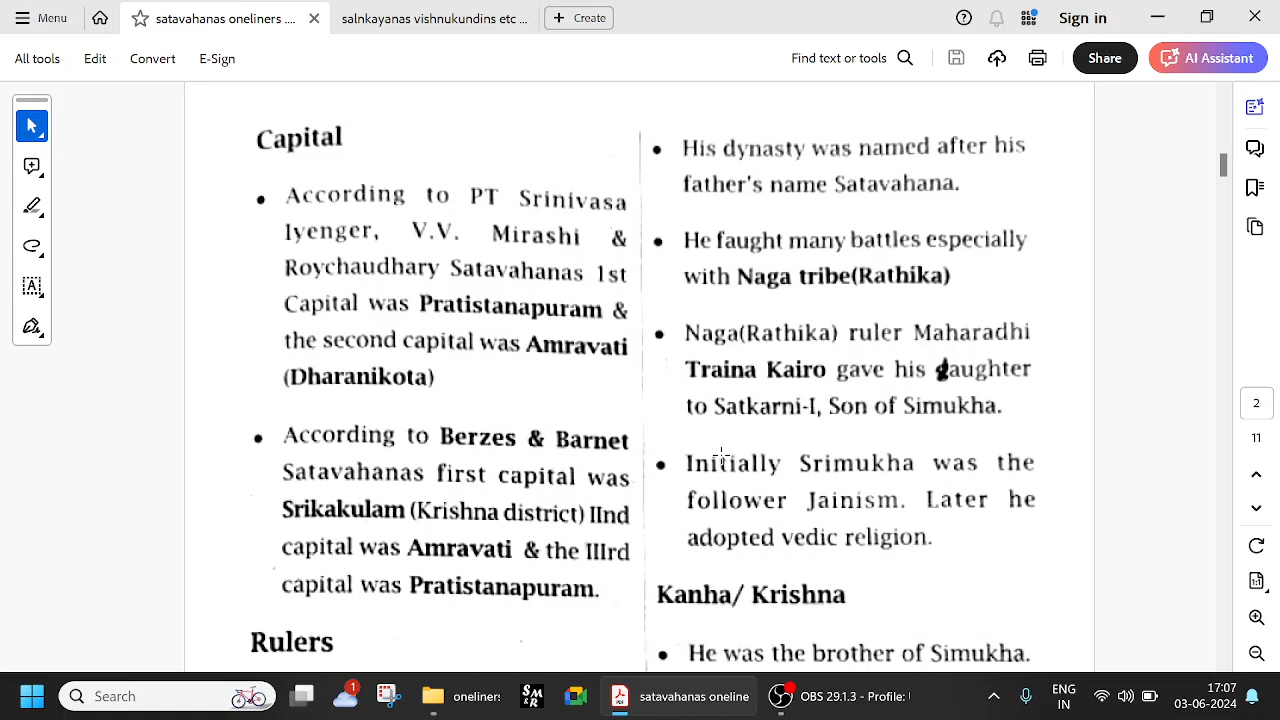 Menu
satavahanas oneliners ...
salnkayanas vishnukundins etc ...
+ Create
Sign in
All tools
Edit
Convert
E-Sign
Find text or tools
Share
AI Assistant
Capital
• According to PT Srinivasa
Iyenger, V.V. Mirashi &
Roychaudhary Satavahanas 1st
Capital was Pratistanapuram &
the second capital was Amravati
(Dharanikota)
• According to Berzes & Barnet
Satavahanas first capital was
Srikakulam (Krishna district) IInd
capital was Amravati & the IIIrd
capital was Pratistanapuram.
Rulers
• His dynasty was named after his
father's name Satavahana.
• He faught many battles especially
with Naga tribe(Rathika)
• Naga(Rathika) ruler Maharadhi
Traina Kairo gave his daughter
to Satkarni-I, Son of Simukha.
• Initially Srimukha was the
follower Jainism. Later he
adopted vedic religion.
Kanha/ Krishna
• He was the brother of Simukha.
2
11
1:1
Search
1
SM
&R
oneliners
satavahanas oneline
OBS 29.1.3 - Profile:
ENG
IN
17:07
03-06-2024